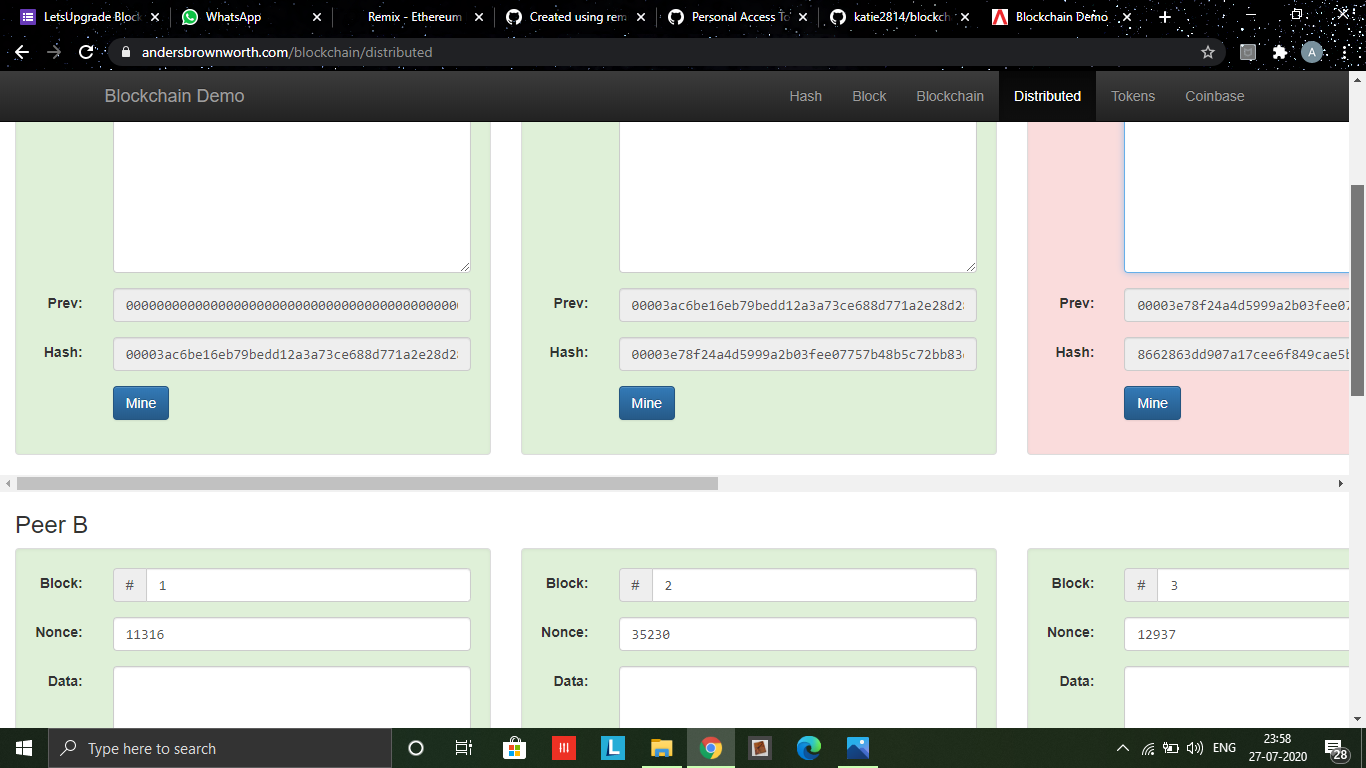 LetsUpgrade Block
WhatsApp
Remix - Ethereum
Created using rem
Personal Access To
katie2814/blockch
Blockchain Demo
andersbrownworth.com/blockchain/distributed
A
Blockchain Demo
Hash
Block
Blockchain
Distributed
Tokens
Coinbase
Prev:
00000000000000000000000000000000000000000
Hash:
00003ac6be16eb79bedd12a3a73ce688d771a2e28d2
Mine
Prev:
00003ac6be16eb79bedd12a3a73ce688d771a2e28d2
Hash:
00003e78f24a4d5999a2b03fee07757b48b5c72bb83
Mine
Prev:
00003e78f24a4d5999a2b03fee07
Hash:
8662863dd907a17cee6f849cae5b
Mine
Peer B
Block:
# 1
Nonce:
11316
Data:
Block:
# 2
Nonce:
35230
Data:
Block:
# 3
Nonce:
12937
Data:
Type here to search
L
ENG
23:58
27-07-2020
28